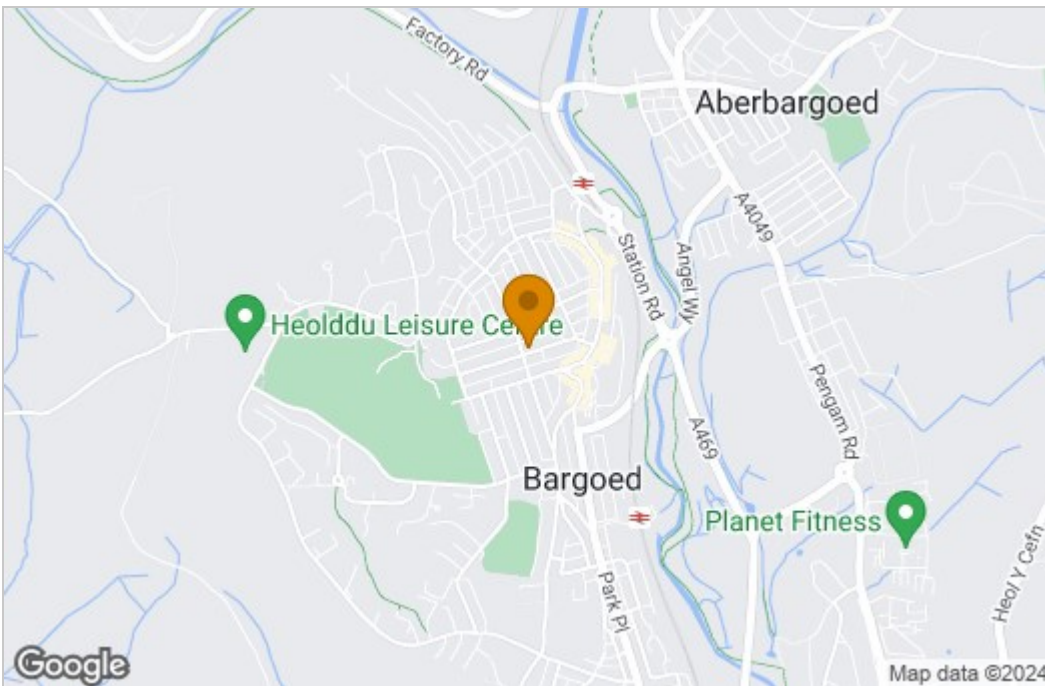 Factory Rd
Aberbargoed
A4049
Station Rd
Angel Wy
Heolddu Leisure Centre
Pengam Rd
A469
Bargoed
Planet Fitness
Park Pl
Heol Y Cefn
Google
Map data ©2024